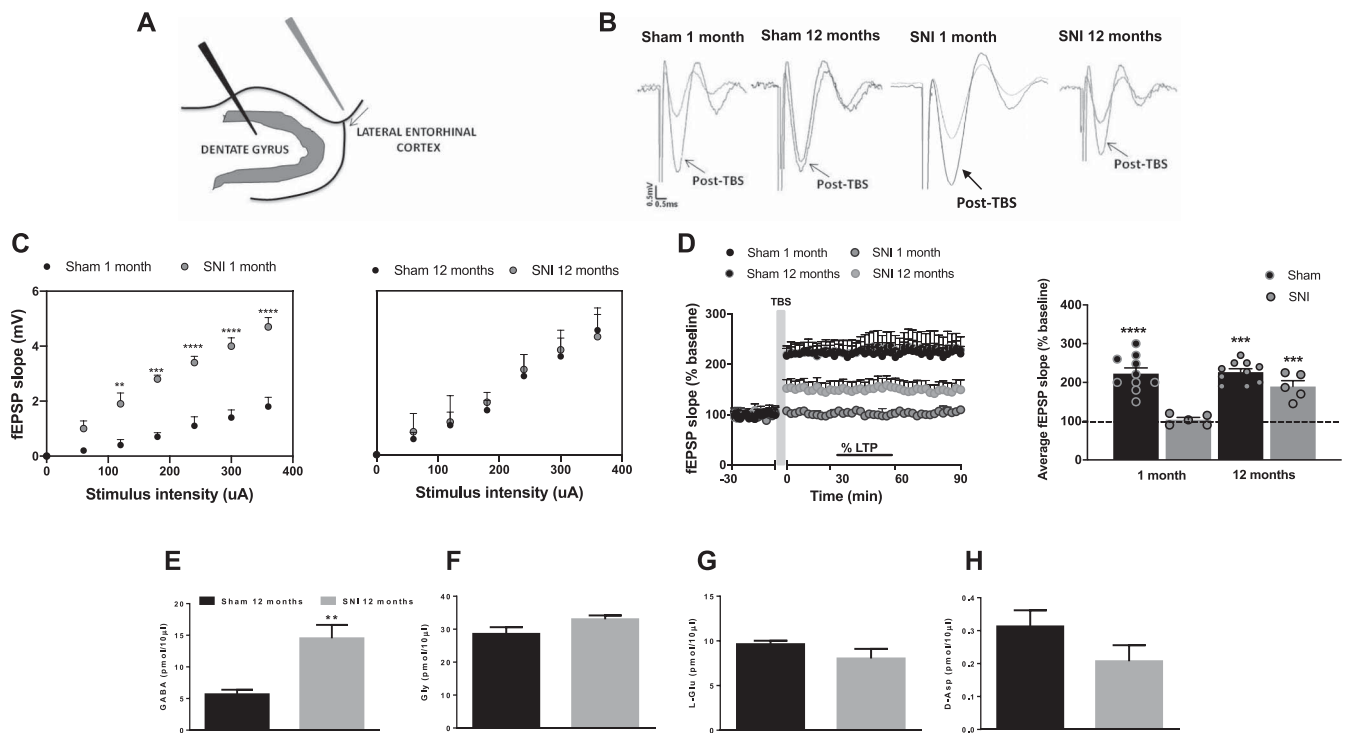 A
DENTATE GYRUS
LATERAL ENTORHINAL
CORTEX
B
Sham 1 month
Sham 12 months
SNI 1 month
SNI 12 months
Post-TBS
Post-TBS
Post-TBS
Post-TBS
0.5mV
0.5ms
C
Sham 1 month
SNI 1 month
fEPSP slope (mV)
6
4
2
0
**
***
****
****
****
0
100
200
300
400
Stimulus intensity (uA)
Sham 12 months
SNI 12 months
0
100
200
300
400
Stimulus intensity (uA)
D
Sham 1 month
SNI 1 month
Sham 12 months
SNI 12 months
TBS
fEPSP slope (% baseline)
300
200
100
0
% LTP
-30
0
30
60
90
Time (min)
Sham
SNI
Average fEPSP slope (% baseline)
400
300
200
100
0
****
***
***
1 month
12 months
E
Sham 12 months
SNI 12 months
GABA (pmol/10µl)
20
15
10
5
0
**
F
Gly (pmol/10µl)
40
30
20
10
0
G
L-Glu (pmol/10µl)
15
10
5
0
H
D-Asp (pmol/10µl)
0.4
0.3
0.2
0.1
0.0